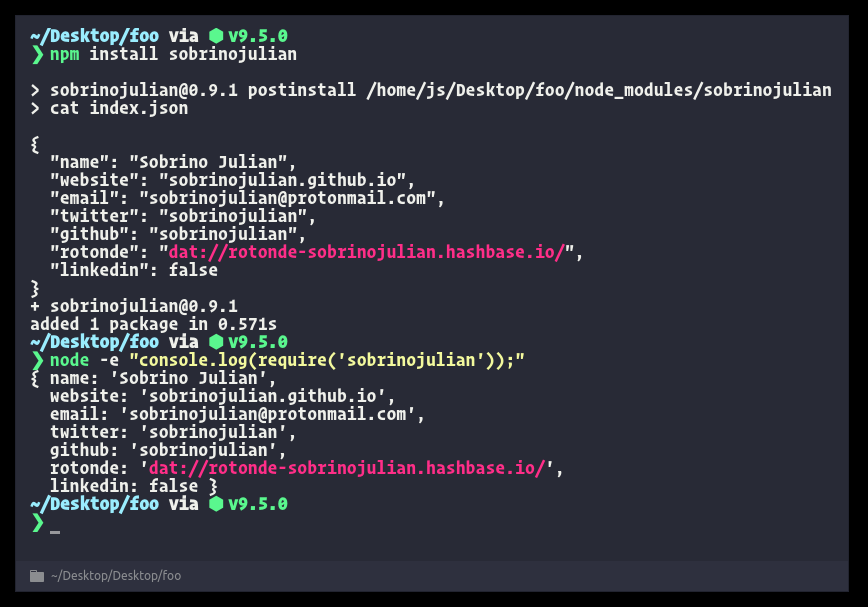 ~/Desktop/foo via ⬢ v9.5.0
❯ npm install sobrinojulian

> sobrinojulian@0.9.1 postinstall /home/js/Desktop/foo/node_modules/sobrinojulian
> cat index.json

{
  "name": "Sobrino Julian",
  "website": "sobrinojulian.github.io",
  "email": "sobrinojulian@protonmail.com",
  "twitter": "sobrinojulian",
  "github": "sobrinojulian",
  "rotonde": "dat://rotonde-sobrinojulian.hashbase.io/",
  "linkedin": false
}
+ sobrinojulian@0.9.1
added 1 package in 0.571s
~/Desktop/foo via ⬢ v9.5.0
❯ node -e "console.log(require('sobrinojulian'));"
{ name: 'Sobrino Julian',
  website: 'sobrinojulian.github.io',
  email: 'sobrinojulian@protonmail.com',
  twitter: 'sobrinojulian',
  github: 'sobrinojulian',
  rotonde: 'dat://rotonde-sobrinojulian.hashbase.io/',
  linkedin: false }
~/Desktop/foo via ⬢ v9.5.0
❯ _
~/Desktop/Desktop/foo